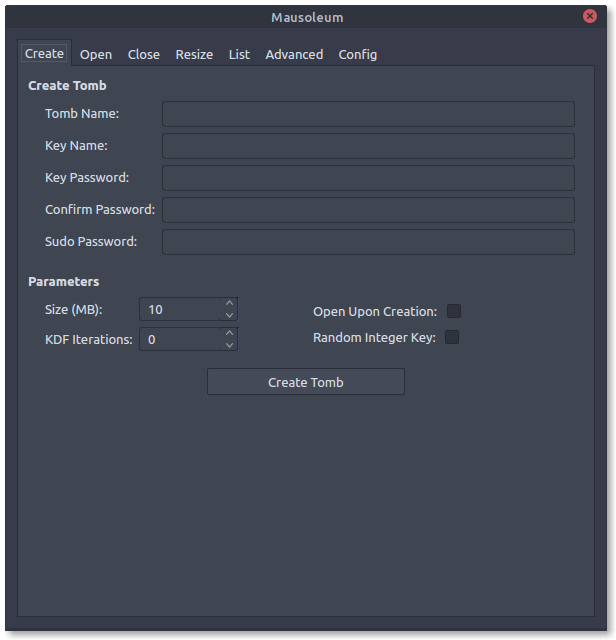 Mausoleum
Create Open Close Resize List Advanced Config
Create Tomb
Tomb Name:
Key Name:
Key Password:
Confirm Password:
Sudo Password:
Parameters
Size (MB): 10 Open Upon Creation:
KDF Iterations: 0 Random Integer Key:
Create Tomb